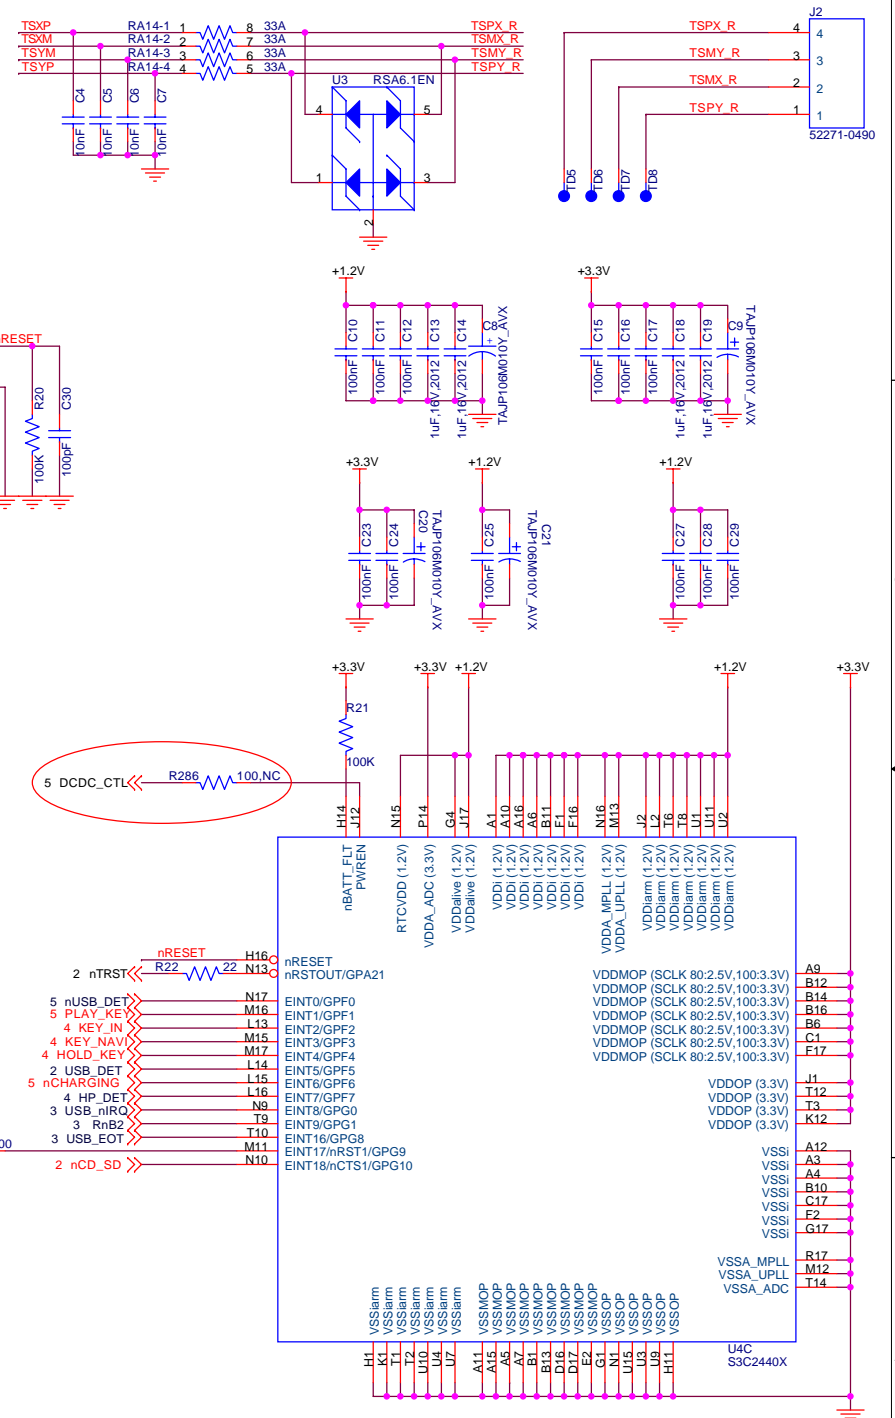 J2
TSXP RA14-1 1 8 33A TSPX_R
TSXM RA14-2 2 7 33A TSMX_R
TSYM RA14-3 3 6 33A TSMY_R
TSYP RA14-4 4 5 33A TSPY_R
TSPX_R 4 4
TSMY_R 3 3
TSMX_R 2 2
TSPY_R 1 1
52271-0490
C4 C5 C6 C7
10nF 10nF 10nF 10nF
U3 RSA6.1EN
4 5
1 3
2
TD5 TD6 TD7 TD8
+1.2V
C10 C11 C12 C13 C14 C8 +
100nF 100nF 100nF 1uF,16V,2012 1uF,16V,2012 TAJP106M010Y_AVX
+3.3V
C15 C16 C17 C18 C19 C9 +
100nF 100nF 100nF 1uF,16V,2012 1uF,16V,2012 TAJP106M010Y_AVX
RESET
R20 C30
100K 100pF
+3.3V
C23 C24 C20 +
100nF 100nF TAJP106M010Y_AVX
+1.2V
C25 C21 +
100nF TAJP106M010Y_AVX
+1.2V
C27 C28 C29
100nF 100nF 100nF
+3.3V +3.3V +1.2V +1.2V +3.3V
R21
100K
5 DCDC_CTL R286 100,NC
H14 J12 N15 P14 G4 J17 A1 A10 A16 A6 B11 F1 F16 N16 M13 J2 L2 T6 T8 U1 U11 U2
nBATT_FLT
PWREN
RTCVDD (1.2V)
VDDA_ADC (3.3V)
VDDalive (1.2V)
VDDalive (1.2V)
VDDi (1.2V)
VDDi (1.2V)
VDDi (1.2V)
VDDi (1.2V)
VDDi (1.2V)
VDDi (1.2V)
VDDi (1.2V)
VDDA_MPLL (1.2V)
VDDA_UPLL (1.2V)
VDDiarm (1.2V)
VDDiarm (1.2V)
VDDiarm (1.2V)
VDDiarm (1.2V)
VDDiarm (1.2V)
VDDiarm (1.2V)
VDDiarm (1.2V)
nRESET H16 nRESET
2 nTRST R22 22 N13 nRSTOUT/GPA21
5 nUSB_DET N17 EINT0/GPF0
5 PLAY_KEY M16 EINT1/GPF1
4 KEY_IN L13 EINT2/GPF2
4 KEY_NAVI M15 EINT3/GPF3
4 HOLD_KEY M17 EINT4/GPF4
2 USB_DET L14 EINT5/GPF5
5 nCHARGING L15 EINT6/GPF6
4 HP_DET L16 EINT7/GPF7
3 USB_nIRQ N9 EINT8/GPG0
3 RnB2 T9 EINT9/GPG1
3 USB_EOT T10 EINT16/GPG8
00 M11 EINT17/nRST1/GPG9
2 nCD_SD N10 EINT18/nCTS1/GPG10
VDDMOP (SCLK 80:2.5V,100:3.3V) A9
VDDMOP (SCLK 80:2.5V,100:3.3V) B12
VDDMOP (SCLK 80:2.5V,100:3.3V) B14
VDDMOP (SCLK 80:2.5V,100:3.3V) B16
VDDMOP (SCLK 80:2.5V,100:3.3V) B6
VDDMOP (SCLK 80:2.5V,100:3.3V) C1
VDDMOP (SCLK 80:2.5V,100:3.3V) F17
VDDOP (3.3V) J1
VDDOP (3.3V) T12
VDDOP (3.3V) T3
VDDOP (3.3V) K12
VSSi A12
VSSi A3
VSSi A4
VSSi B10
VSSi C17
VSSi F2
VSSi G17
VSSA_MPLL R17
VSSA_UPLL M12
VSSA_ADC T14
VSSiarm VSSiarm VSSiarm VSSiarm VSSiarm VSSiarm VSSiarm VSSMOP VSSMOP VSSMOP VSSMOP VSSMOP VSSMOP VSSMOP VSSMOP VSSMOP VSSOP VSSOP VSSOP VSSOP VSSOP VSSOP
H1 K1 T1 T2 U10 U4 U7 A11 A15 A5 A7 B1 B13 D16 D17 E2 G1 N1 U15 U3 U9 H11
U4C
S3C2440X